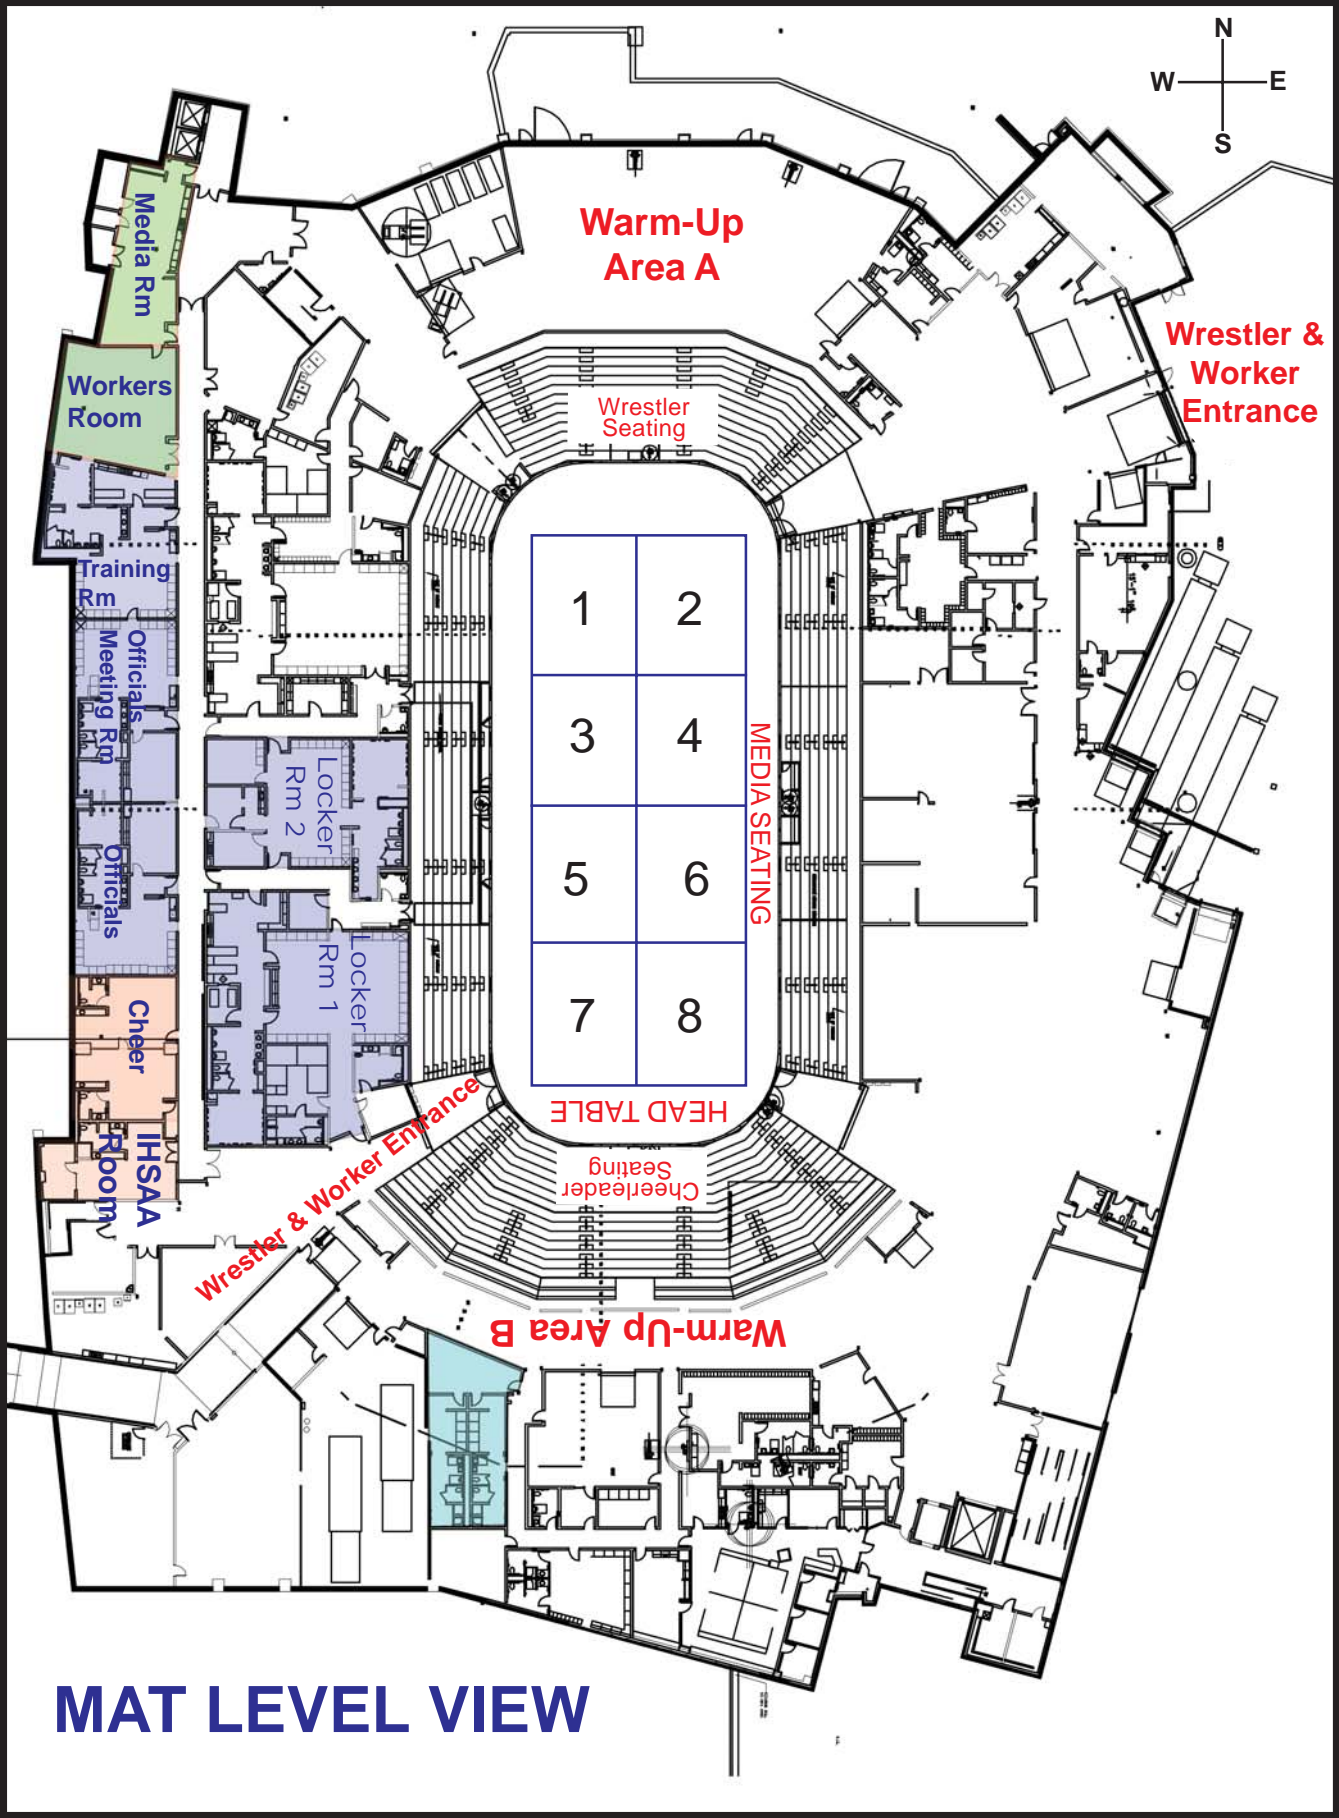 N
W E
S
Warm-Up
Area A
Media Rm
Wrestler &
Worker
Entrance
Workers
Room
Wrestler
Seating
Training
Rm
1 2
Officials
Meeting Rm
3 4
MEDIA SEATING
Locker
Rm 2
5 6
Officials
Locker
Rm 1
7 8
Cheer
HEAD TABLE
IHSAA
Room
Wrestler & Worker Entrance
Cheerleader
Seating
Warm-Up Area B
MAT LEVEL VIEW